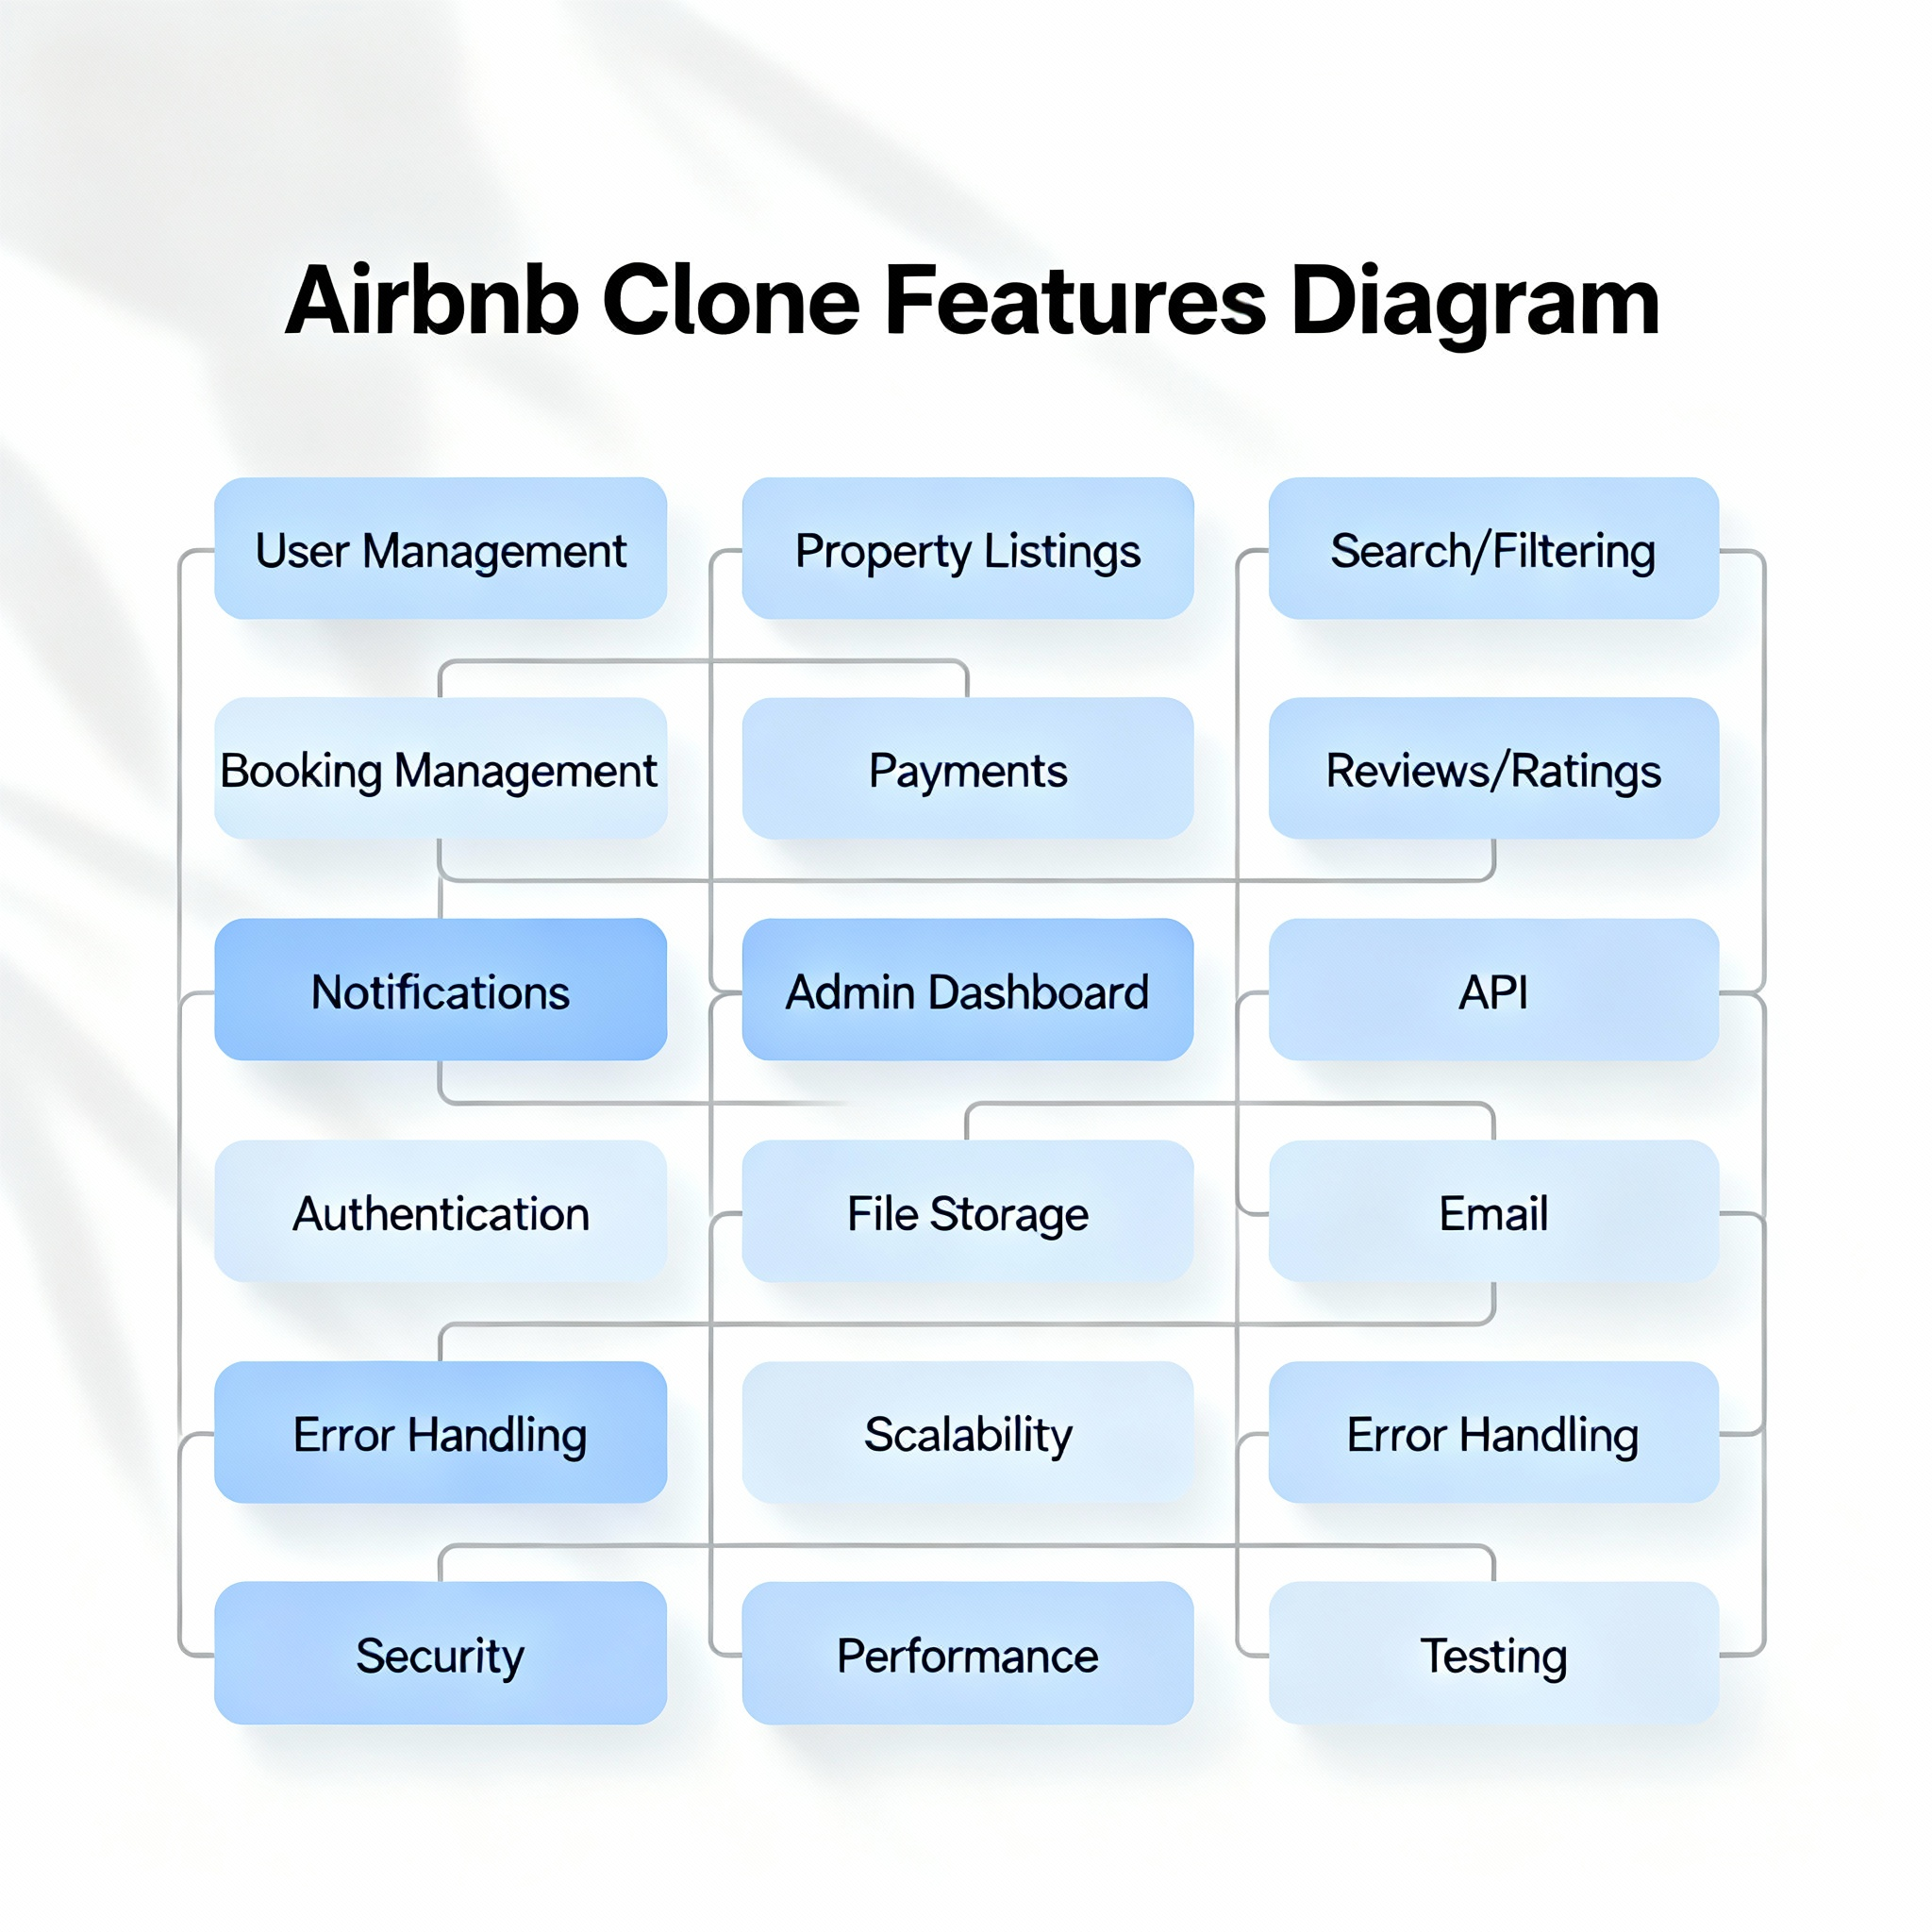 Airbnb Clone Features Diagram
User Management
Property Listings
Search/Filtering
Booking Management
Payments
Reviews/Ratings
Notifications
Admin Dashboard
API
Authentication
File Storage
Email
Error Handling
Scalability
Error Handling
Security
Performance
Testing